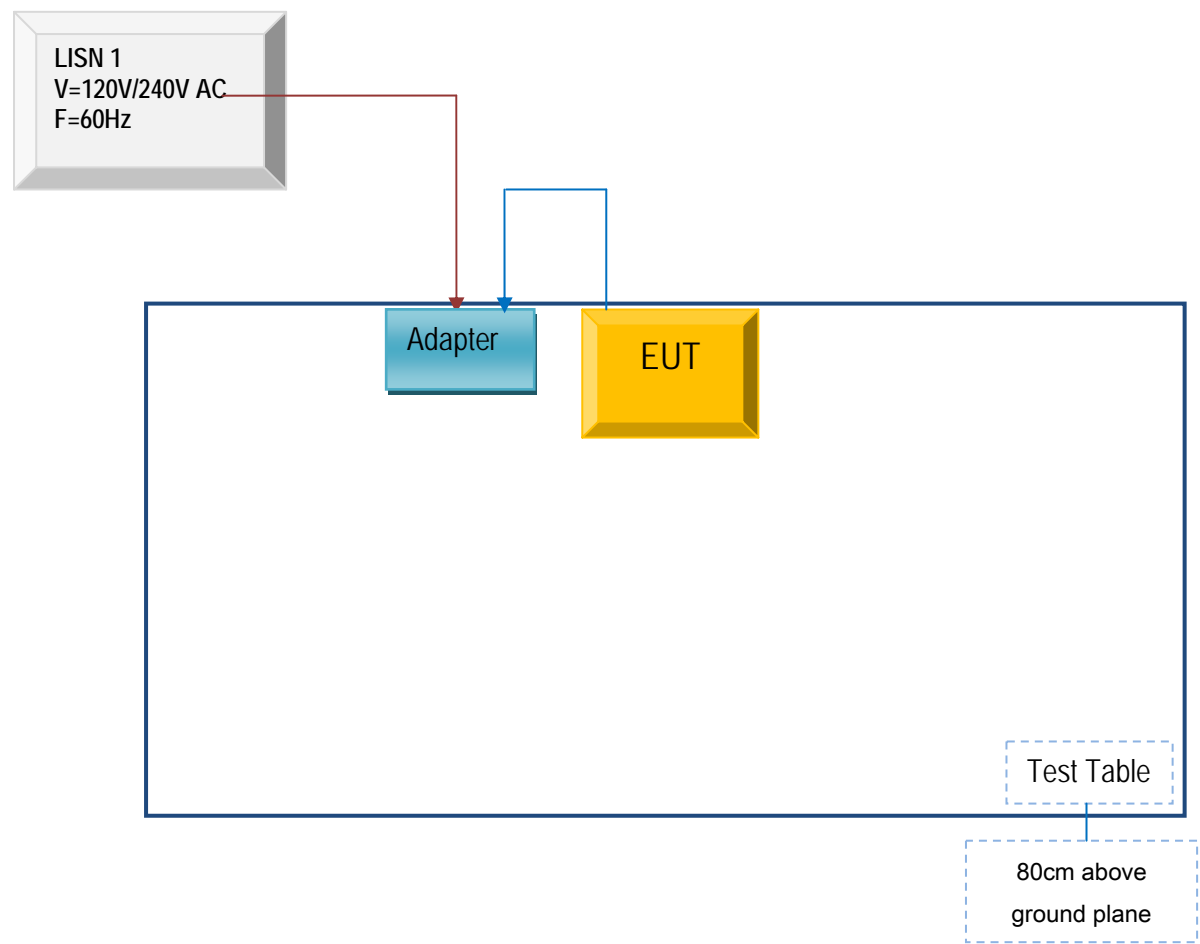 LISN 1
V=120V/240V AC
F=60Hz
Adapter
EUT
Test Table
80cm above
ground plane